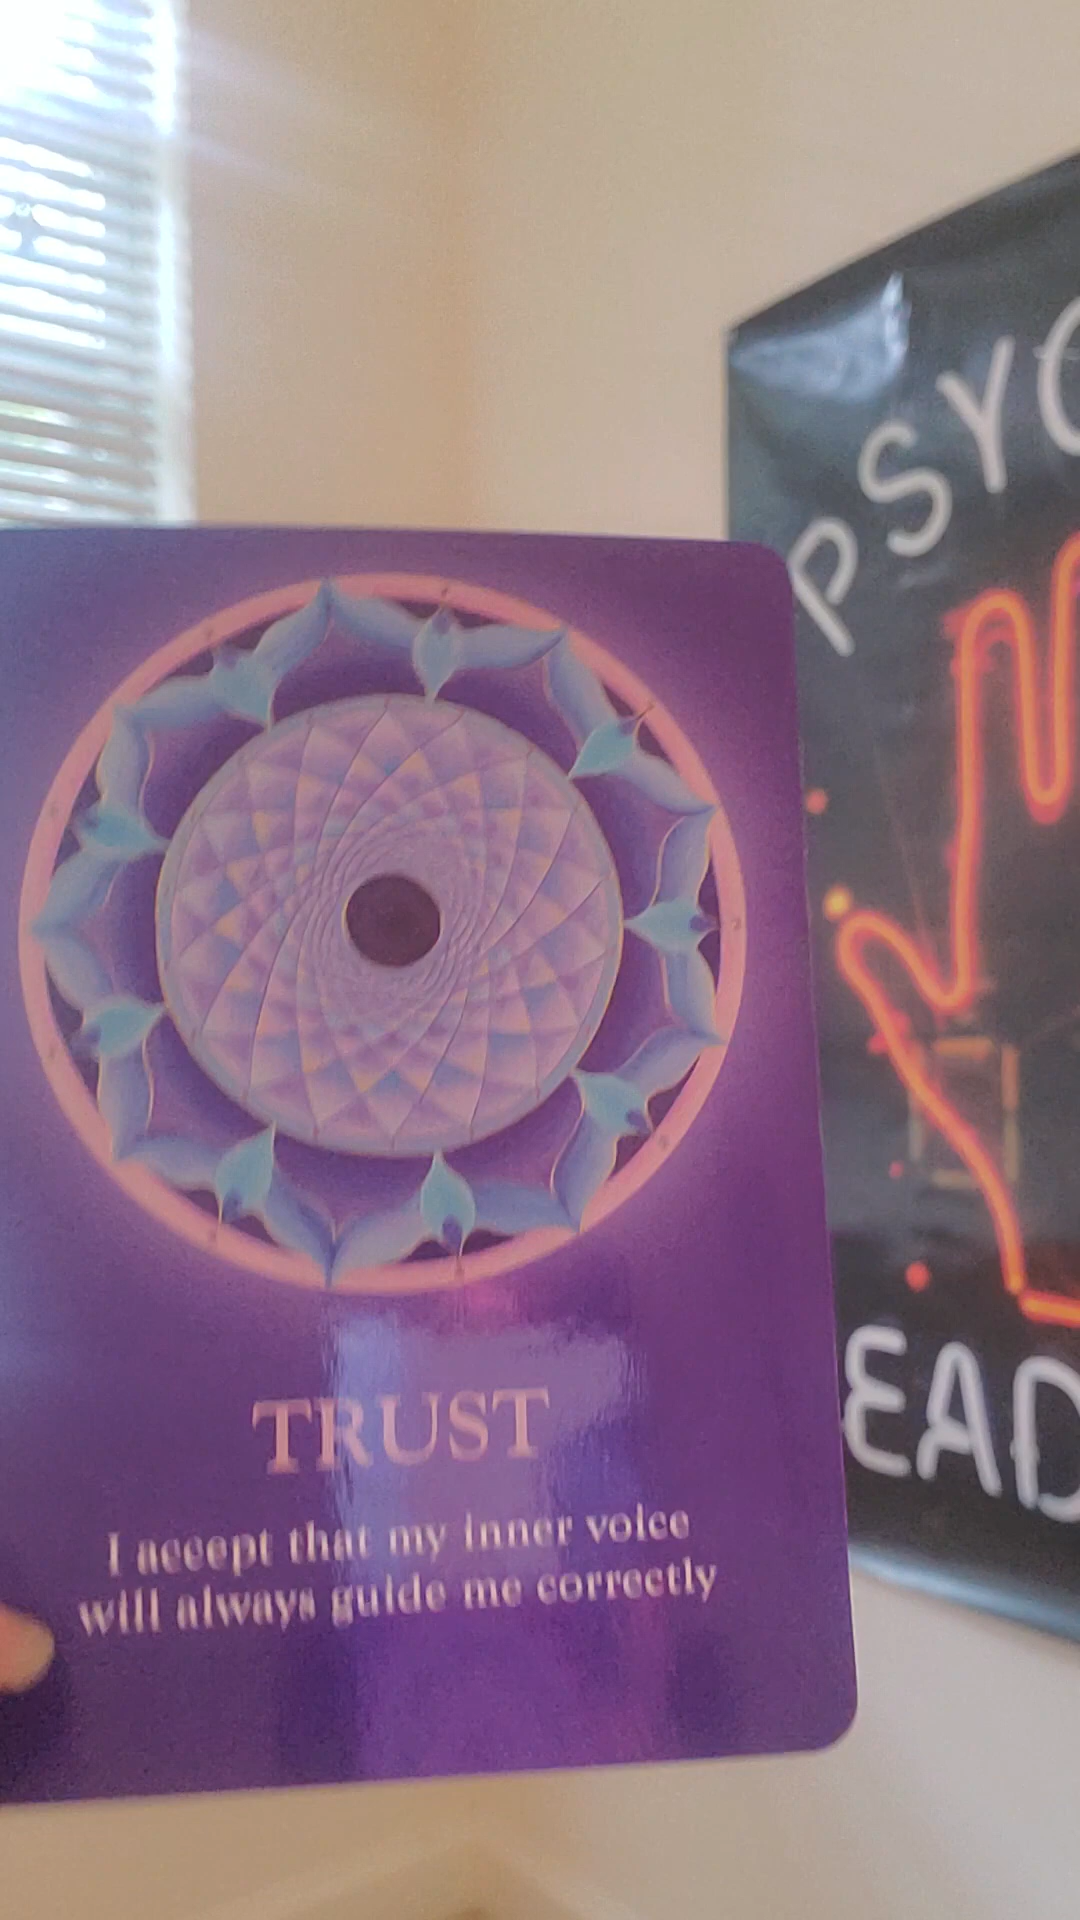 PSYC
EAD
TRUST
I accept that my inner voice
will always guide me correctly